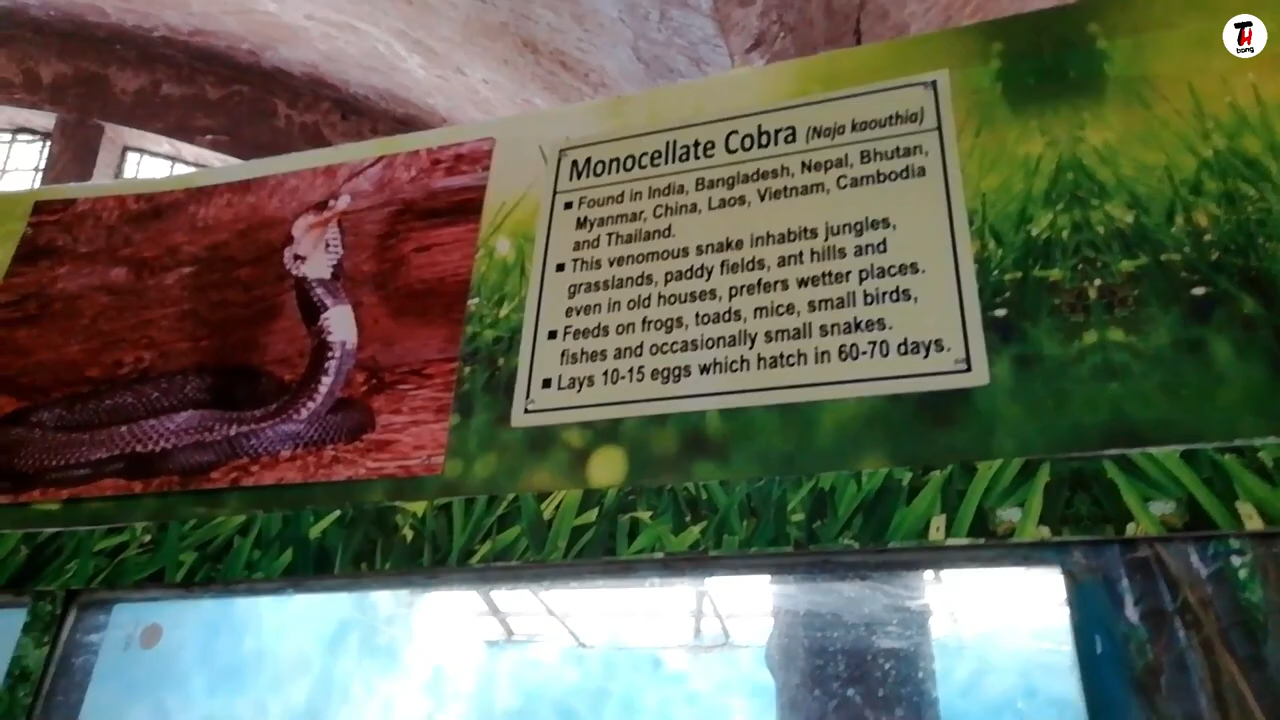 TH
bong
Monocellate Cobra (Naja kaouthia)
■ Found in India, Bangladesh, Nepal, Bhutan,
Myanmar, China, Laos, Vietnam, Cambodia
and Thailand.
■ This venomous snake inhabits jungles,
grasslands, paddy fields, ant hills and
even in old houses, prefers wetter places.
■ Feeds on frogs, toads, mice, small birds,
fishes and occasionally small snakes.
■ Lays 10-15 eggs which hatch in 60-70 days.